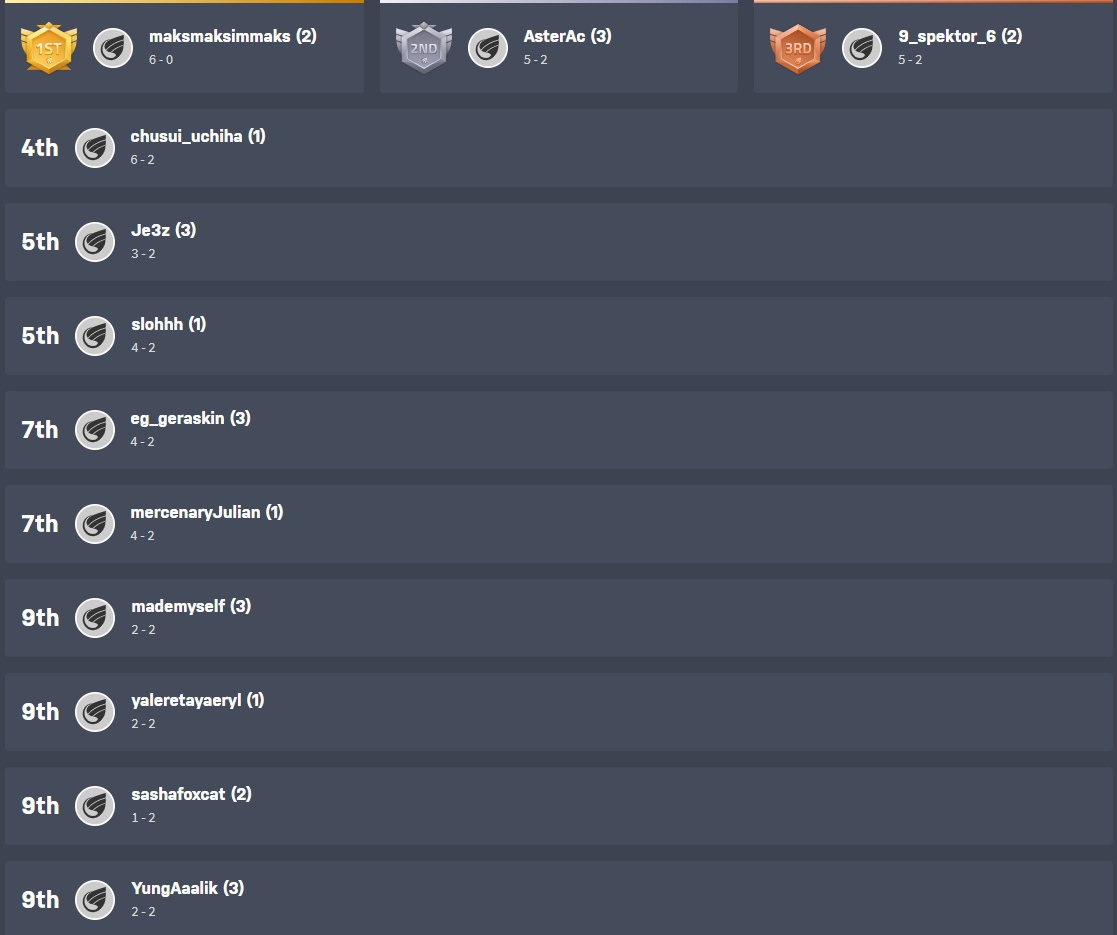 1ST
maksmaksimmaks (2)
6 - 0
2ND
AsterAc (3)
5 - 2
3RD
9_spektor_6 (2)
5 - 2
4th
chusui_uchiha (1)
6 - 2
5th
Je3z (3)
3 - 2
5th
slohhh (1)
4 - 2
7th
eg_geraskin (3)
4 - 2
7th
mercenaryJulian (1)
4 - 2
9th
mademyself (3)
2 - 2
9th
yaleretayaeryl (1)
2 - 2
9th
sashafoxcat (2)
1 - 2
9th
YungAaalik (3)
2 - 2